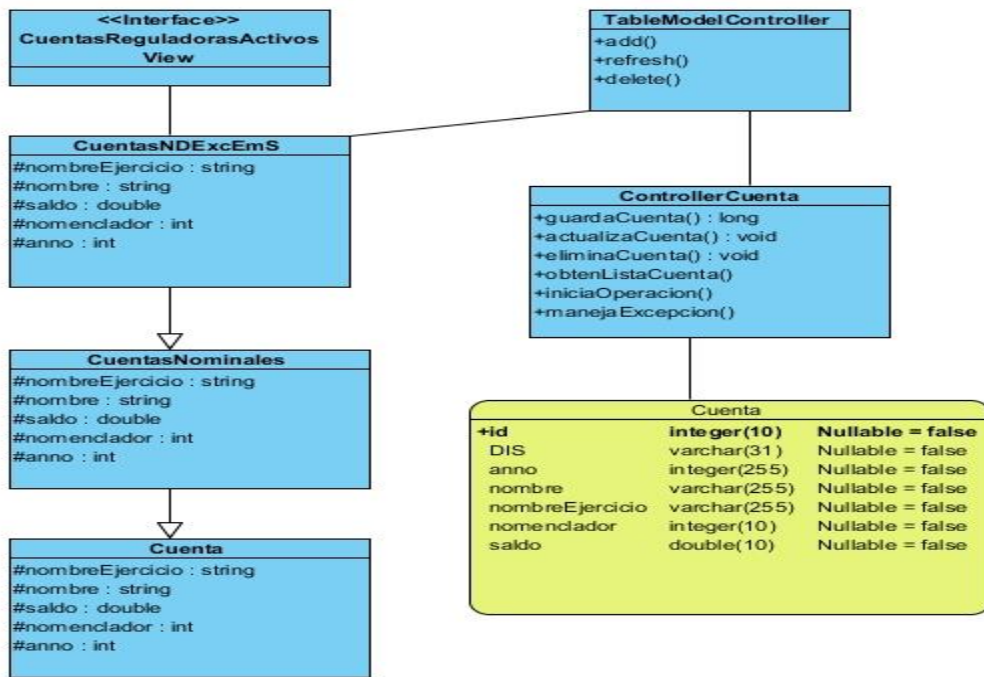 <<Interface>>
CuentasReguladorasActivos
View
TableModelController
+add()
+refresh()
+delete()
CuentasNDExcEmS
#nombreEjercicio : string
#nombre : string
#saldo : double
#nomenclador : int
#anno : int
ControllerCuenta
+guardaCuenta() : long
+actualizaCuenta() : void
+eliminaCuenta() : void
+obtenListaCuenta()
+iniciaOperacion()
+manejaExcepcion()
CuentasNominales
#nombreEjercicio : string
#nombre : string
#saldo : double
#nomenclador : int
#anno : int
Cuenta
+id integer(10) Nullable = false
DIS varchar(31) Nullable = false
anno integer(255) Nullable = false
nombre varchar(255) Nullable = false
nombreEjercicio varchar(255) Nullable = false
nomenclador integer(10) Nullable = false
saldo double(10) Nullable = false
Cuenta
#nombreEjercicio : string
#nombre : string
#saldo : double
#nomenclador : int
#anno : int